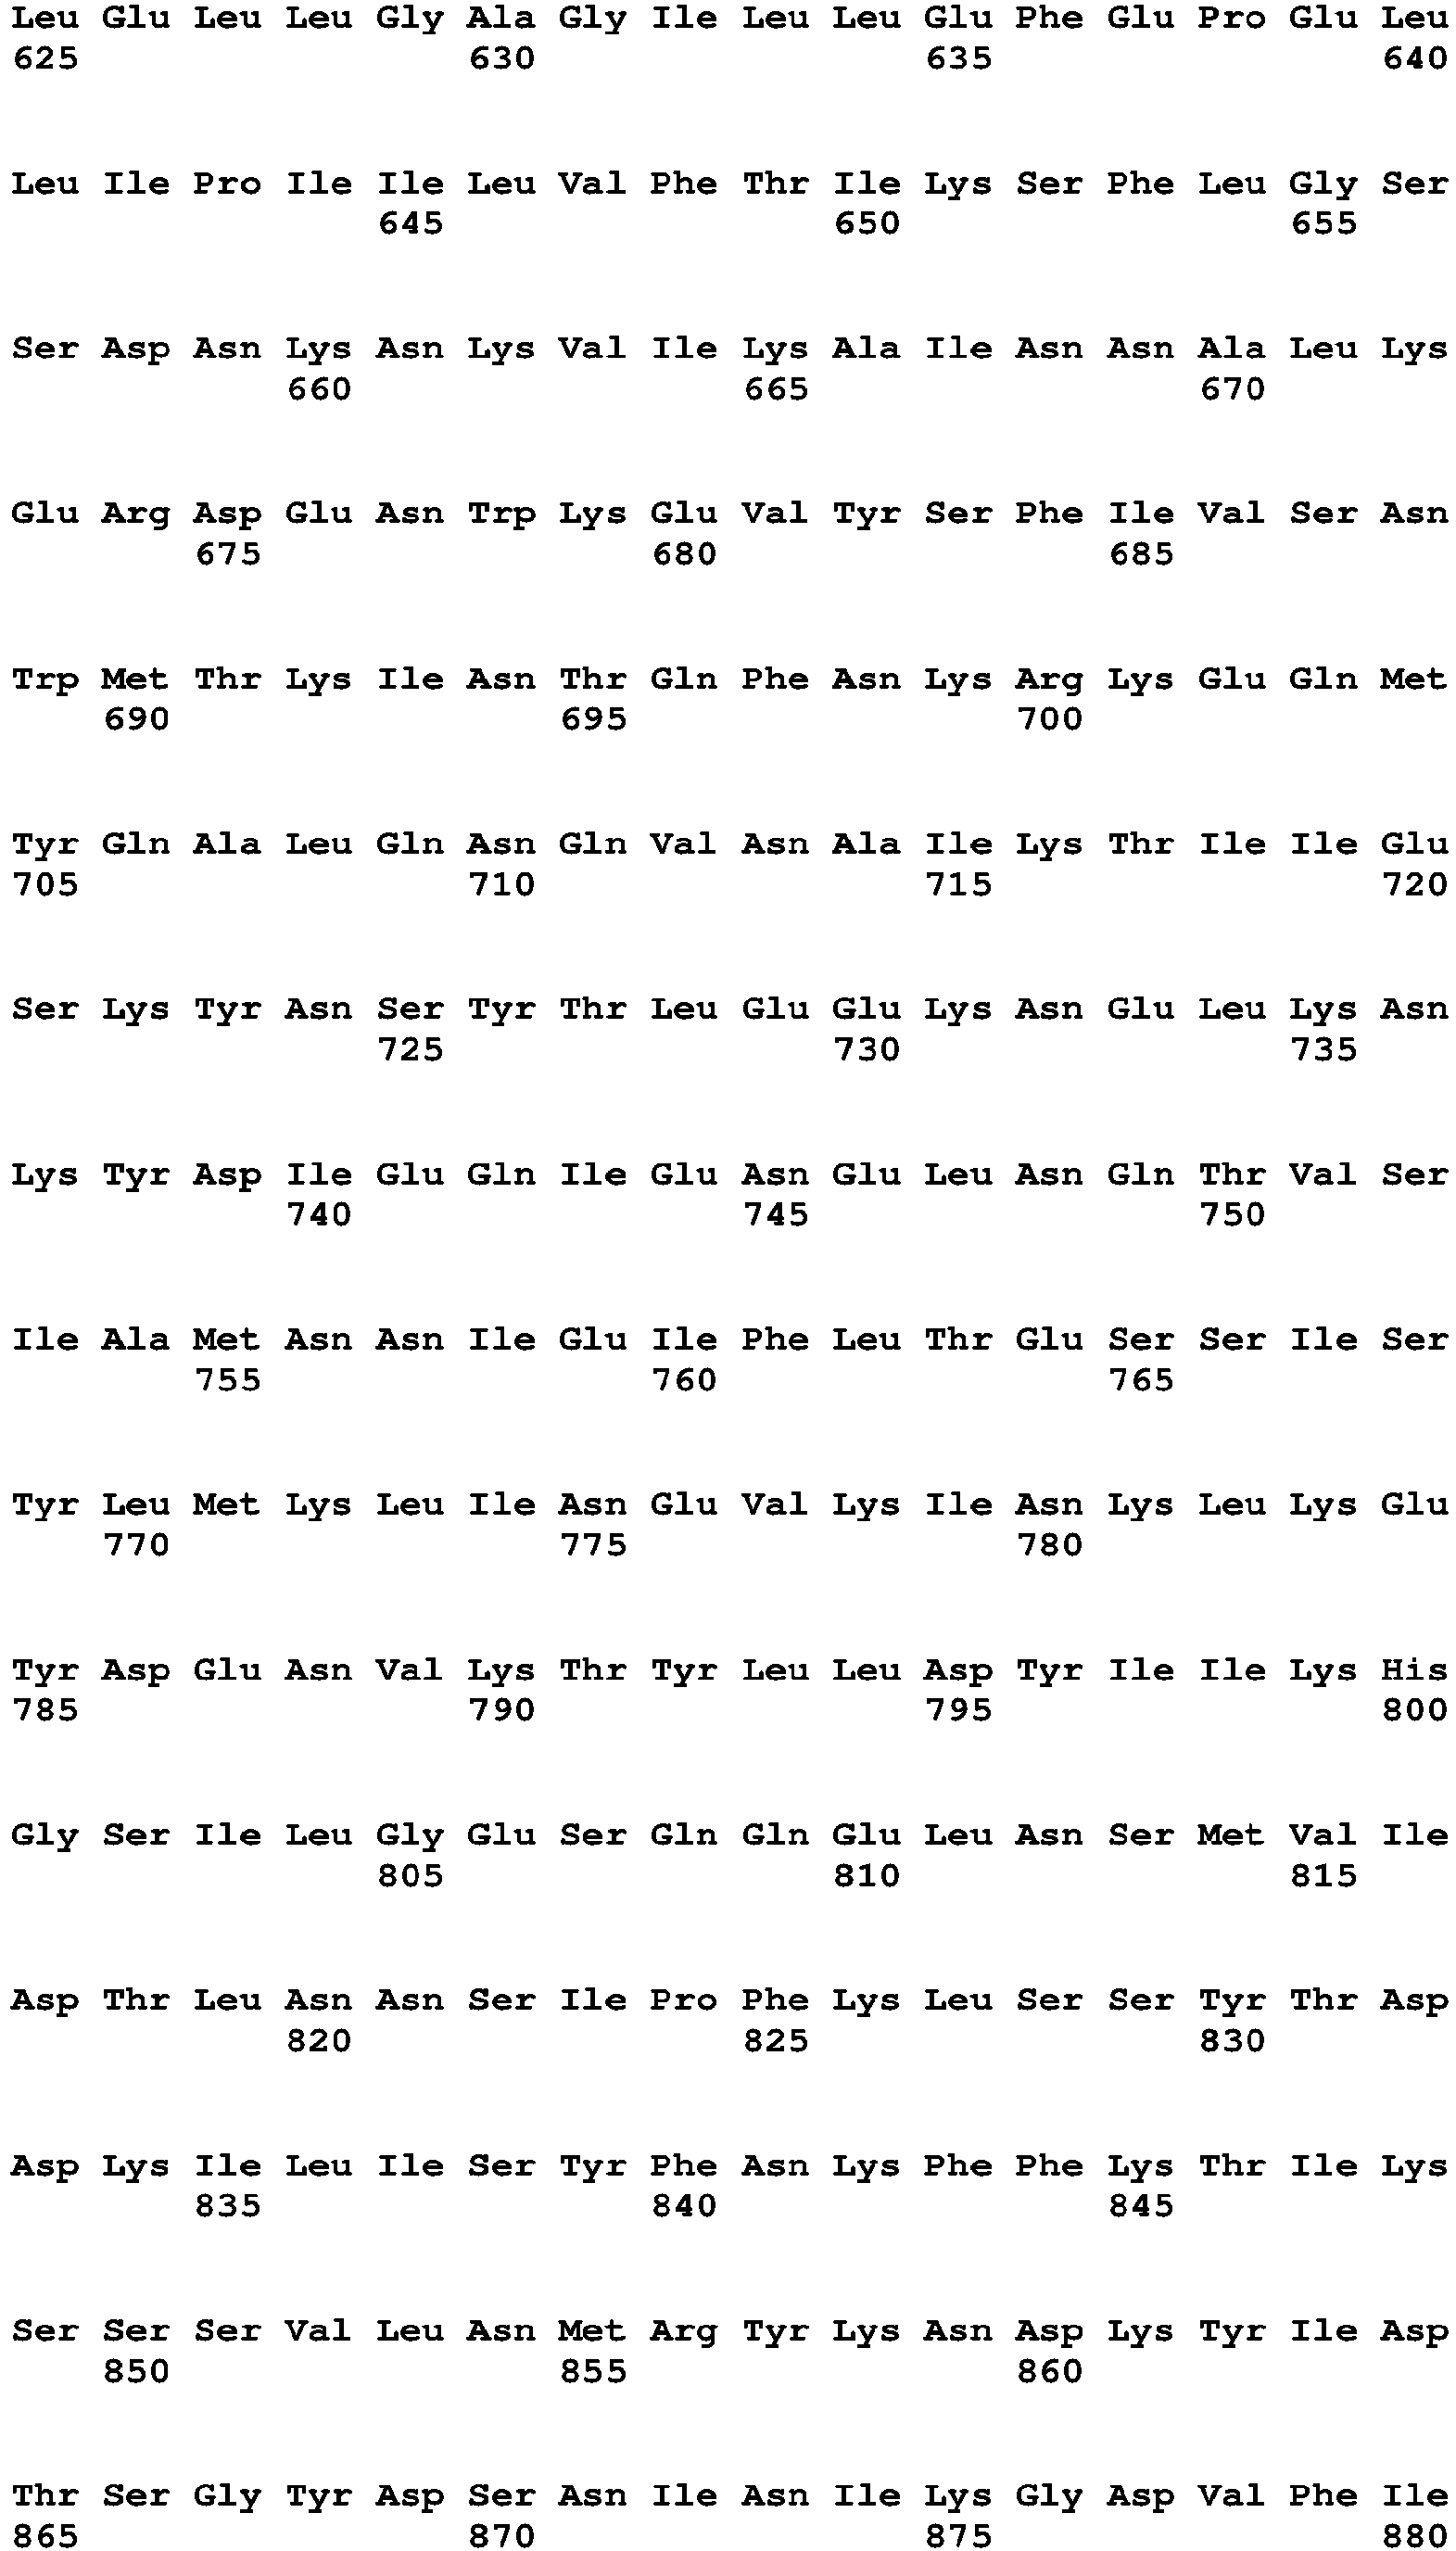 Leu Glu Leu Leu Gly Ala Gly Ile Leu Leu Glu Phe Glu Pro Glu Leu
625 630 635 640
Leu Ile Pro Ile Ile Leu Val Phe Thr Ile Lys Ser Phe Leu Gly Ser
645 650 655
Ser Asp Asn Lys Asn Lys Val Ile Lys Ala Ile Asn Asn Ala Leu Lys
660 665 670
Glu Arg Asp Glu Asn Trp Lys Glu Val Tyr Ser Phe Ile Val Ser Asn
675 680 685
Trp Met Thr Lys Ile Asn Thr Gln Phe Asn Lys Arg Lys Glu Gln Met
690 695 700
Tyr Gln Ala Leu Gln Asn Gln Val Asn Ala Ile Lys Thr Ile Ile Glu
705 710 715 720
Ser Lys Tyr Asn Ser Tyr Thr Leu Glu Glu Lys Asn Glu Leu Lys Asn
725 730 735
Lys Tyr Asp Ile Glu Gln Ile Glu Asn Glu Leu Asn Gln Thr Val Ser
740 745 750
Ile Ala Met Asn Asn Ile Glu Ile Phe Leu Thr Glu Ser Ser Ile Ser
755 760 765
Tyr Leu Met Lys Leu Ile Asn Glu Val Lys Ile Asn Lys Leu Lys Glu
770 775 780
Tyr Asp Glu Asn Val Lys Thr Tyr Leu Leu Asp Tyr Ile Ile Lys His
785 790 795 800
Gly Ser Ile Leu Gly Glu Ser Gln Gln Glu Leu Asn Ser Met Val Ile
805 810 815
Asp Thr Leu Asn Asn Ser Ile Pro Phe Lys Leu Ser Ser Tyr Thr Asp
820 825 830
Asp Lys Ile Leu Ile Ser Tyr Phe Asn Lys Phe Phe Lys Thr Ile Lys
835 840 845
Ser Ser Ser Val Leu Asn Met Arg Tyr Lys Asn Asp Lys Tyr Ile Asp
850 855 860
Thr Ser Gly Tyr Asp Ser Asn Ile Asn Ile Lys Gly Asp Val Phe Ile
865 870 875 880